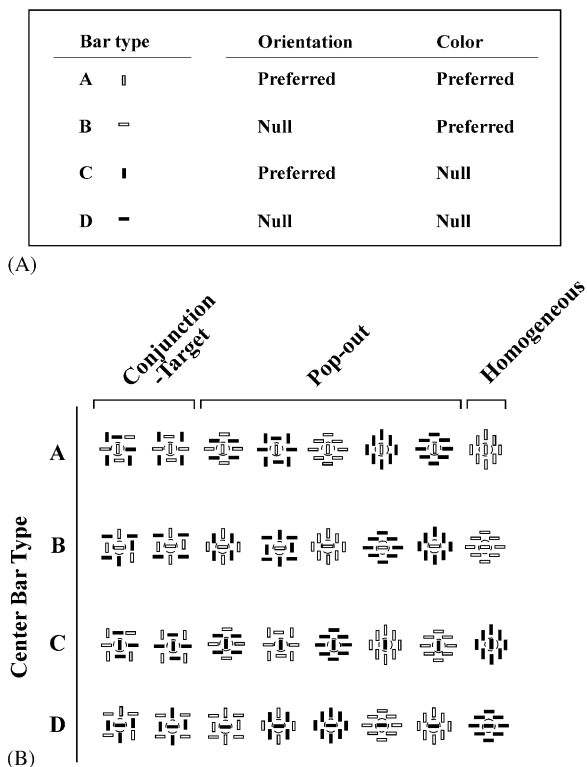 Bar type Orientation Color
A Preferred Preferred
B Null Preferred
C Preferred Null
D Null Null
(A)
Conjunction
-Target
Pop-out
Homogeneous
Center Bar Type
A
B
C
D
(B)